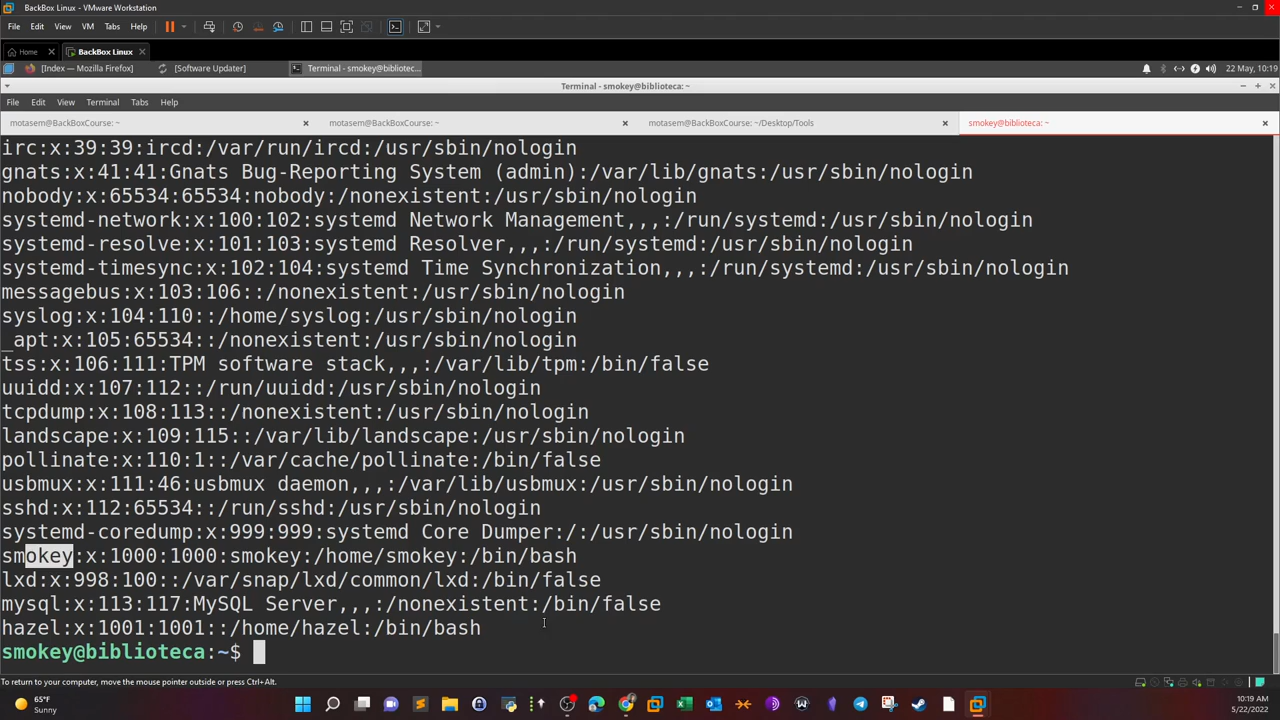 BackBox Linux - VMware Workstation
File Edit View VM Tabs Help
Home BackBox Linux
[Index — Mozilla Firefox] [Software Updater] Terminal - smokey@bibliotec... 22 May, 10:19
Terminal - smokey@biblioteca: ~
File Edit View Terminal Tabs Help
motasem@BackBoxCourse: ~ motasem@BackBoxCourse: ~ motasem@BackBoxCourse: ~/Desktop/Tools smokey@biblioteca: ~
irc:x:39:39:ircd:/var/run/ircd:/usr/sbin/nologin
gnats:x:41:41:Gnats Bug-Reporting System (admin):/var/lib/gnats:/usr/sbin/nologin
nobody:x:65534:65534:nobody:/nonexistent:/usr/sbin/nologin
systemd-network:x:100:102:systemd Network Management,,,:/run/systemd:/usr/sbin/nologin
systemd-resolve:x:101:103:systemd Resolver,,,:/run/systemd:/usr/sbin/nologin
systemd-timesync:x:102:104:systemd Time Synchronization,,,:/run/systemd:/usr/sbin/nologin
messagebus:x:103:106::/nonexistent:/usr/sbin/nologin
syslog:x:104:110::/home/syslog:/usr/sbin/nologin
_apt:x:105:65534::/nonexistent:/usr/sbin/nologin
tss:x:106:111:TPM software stack,,,:/var/lib/tpm:/bin/false
uuidd:x:107:112::/run/uuidd:/usr/sbin/nologin
tcpdump:x:108:113::/nonexistent:/usr/sbin/nologin
landscape:x:109:115::/var/lib/landscape:/usr/sbin/nologin
pollinate:x:110:1::/var/cache/pollinate:/bin/false
usbmux:x:111:46:usbmux daemon,,,:/var/lib/usbmux:/usr/sbin/nologin
sshd:x:112:65534::/run/sshd:/usr/sbin/nologin
systemd-coredump:x:999:999:systemd Core Dumper:/:/usr/sbin/nologin
smokey:x:1000:1000:smokey:/home/smokey:/bin/bash
lxd:x:998:100::/var/snap/lxd/common/lxd:/bin/false
mysql:x:113:117:MySQL Server,,,:/nonexistent:/bin/false
hazel:x:1001:1001::/home/hazel:/bin/bash
smokey@biblioteca:~$
To return to your computer, move the mouse pointer outside or press Ctrl+Alt.
65°F
Sunny
10:19 AM
5/22/2022